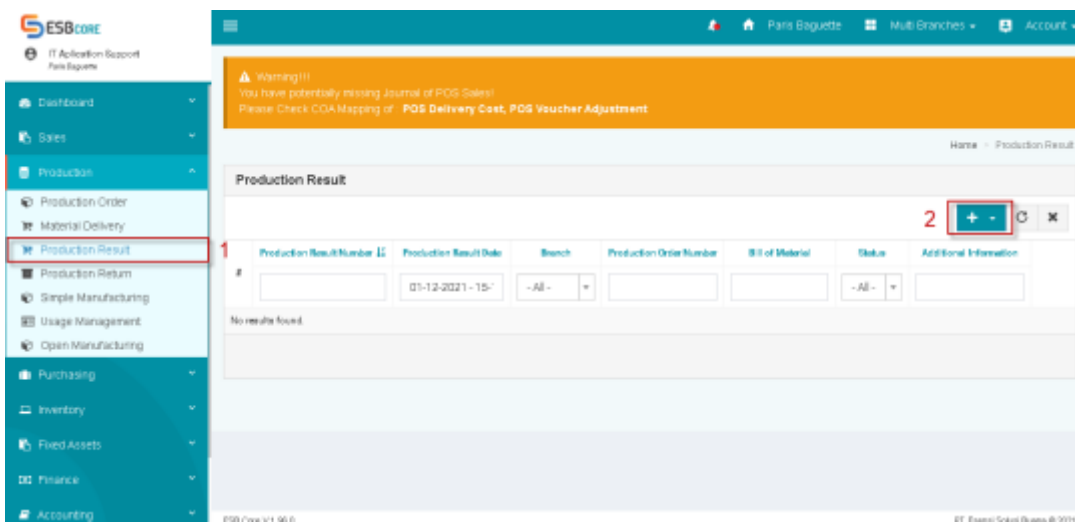 ESBCORE
IT Aplication Support
Paris Baguette
Dashboard
Sales
Production
Production Order
Material Delivery
Production Result
Production Return
Simple Manufacturing
Usage Management
Open Manufacturing
Purchasing
Inventory
Fixed Assets
Finance
Accounting
Paris Baguette
Multi Branches
Account
Warning!!!
You have potentially missing Journal of POS Sales!
Please Check COA Mapping of POS Delivery Cost, POS Voucher Adjustment
Home > Production Result
Production Result
2 + -
1
# Production Result Number Production Result Date Branch Production Order Number Bill of Material Status Additional Information
01-12-2021 - 15- - All - - All -
No results found.